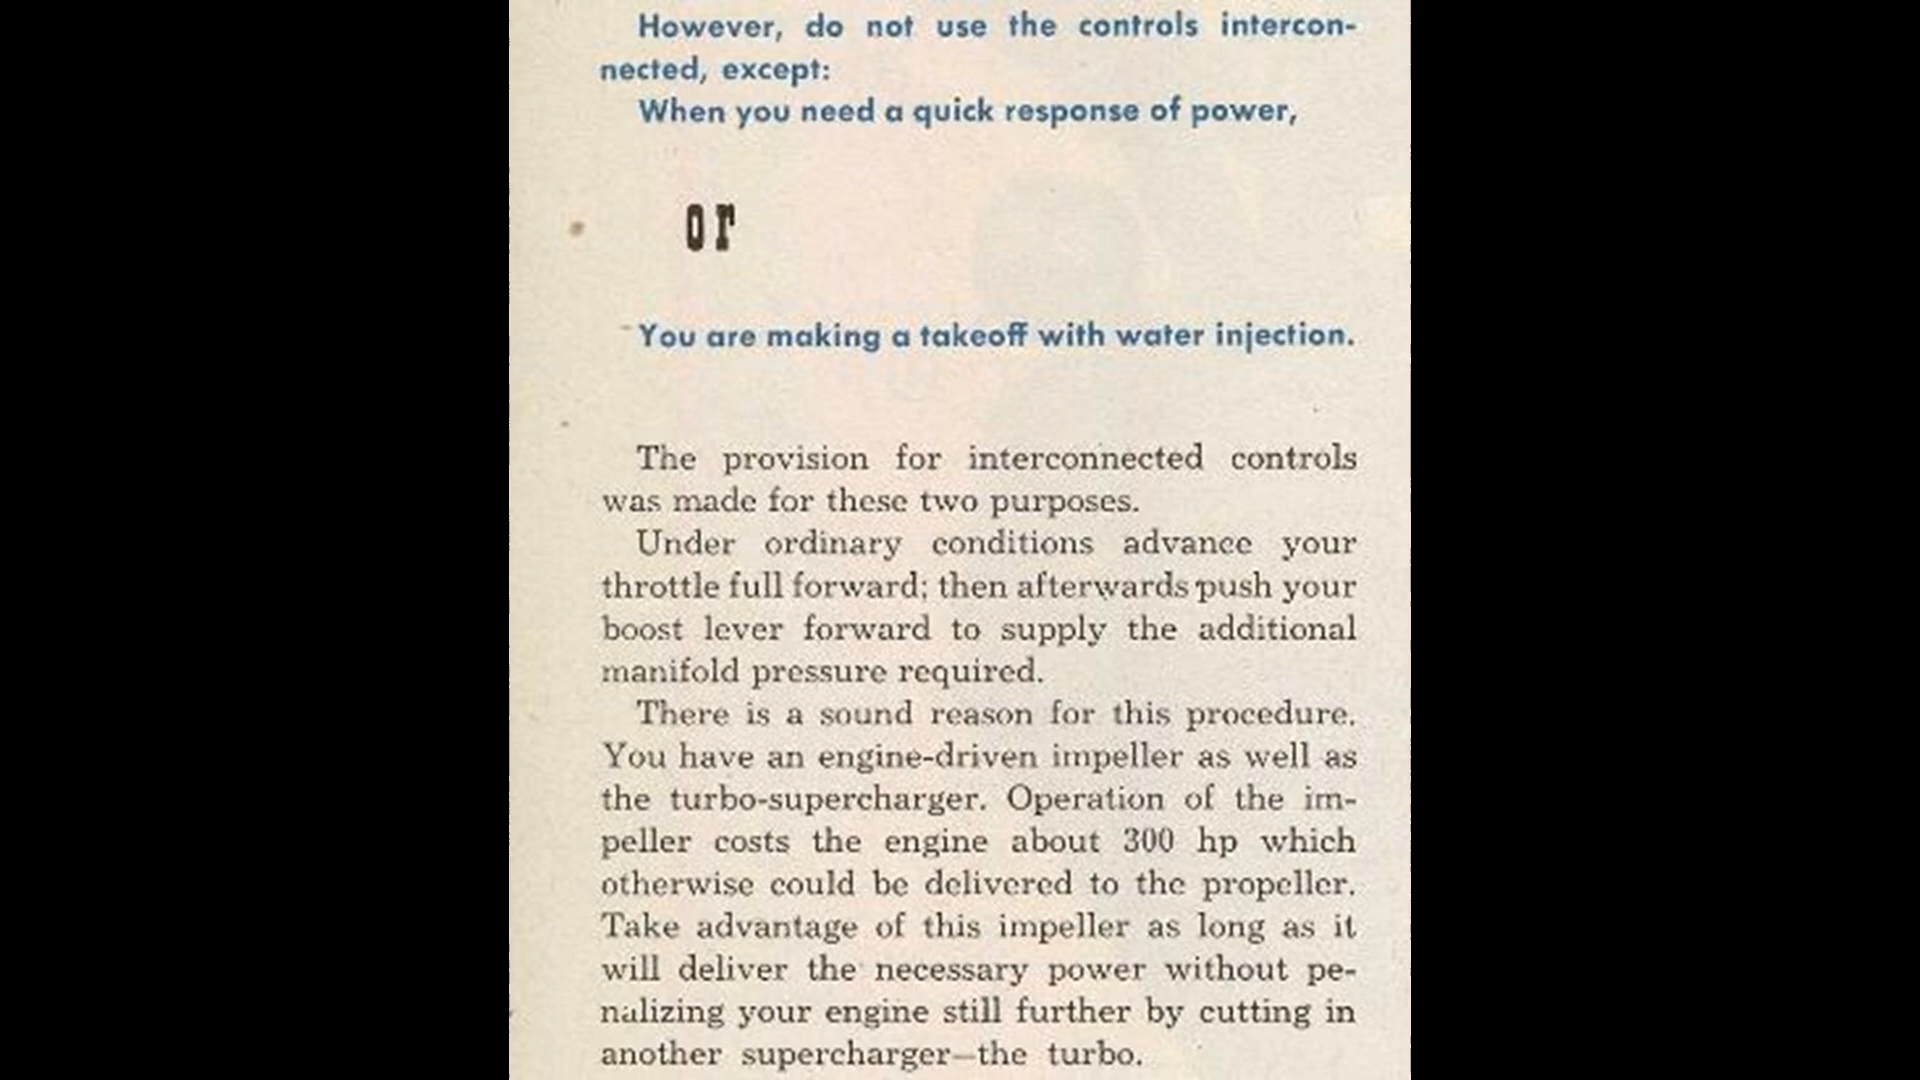 However, do not use the controls intercon-
nected, except:
When you need a quick response of power,
or
You are making a takeoff with water injection.
The provision for interconnected controls
was made for these two purposes.
Under ordinary conditions advance your
throttle full forward; then afterwards push your
boost lever forward to supply the additional
manifold pressure required.
There is a sound reason for this procedure.
You have an engine-driven impeller as well as
the turbo-supercharger. Operation of the im-
peller costs the engine about 300 hp which
otherwise could be delivered to the propeller.
Take advantage of this impeller as long as it
will deliver the necessary power without pe-
nalizing your engine still further by cutting in
another supercharger—the turbo.